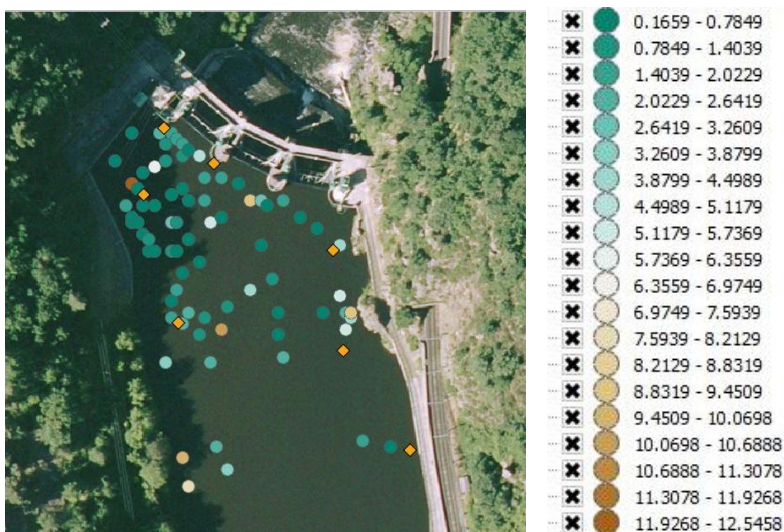 0.1659 - 0.7849
0.7849 - 1.4039
1.4039 - 2.0229
2.0229 - 2.6419
2.6419 - 3.2609
3.2609 - 3.8799
3.8799 - 4.4989
4.4989 - 5.1179
5.1179 - 5.7369
5.7369 - 6.3559
6.3559 - 6.9749
6.9749 - 7.5939
7.5939 - 8.2129
8.2129 - 8.8319
8.8319 - 9.4509
9.4509 - 10.0698
10.0698 - 10.6888
10.6888 - 11.3078
11.3078 - 11.9268
11.9268 - 12.5458